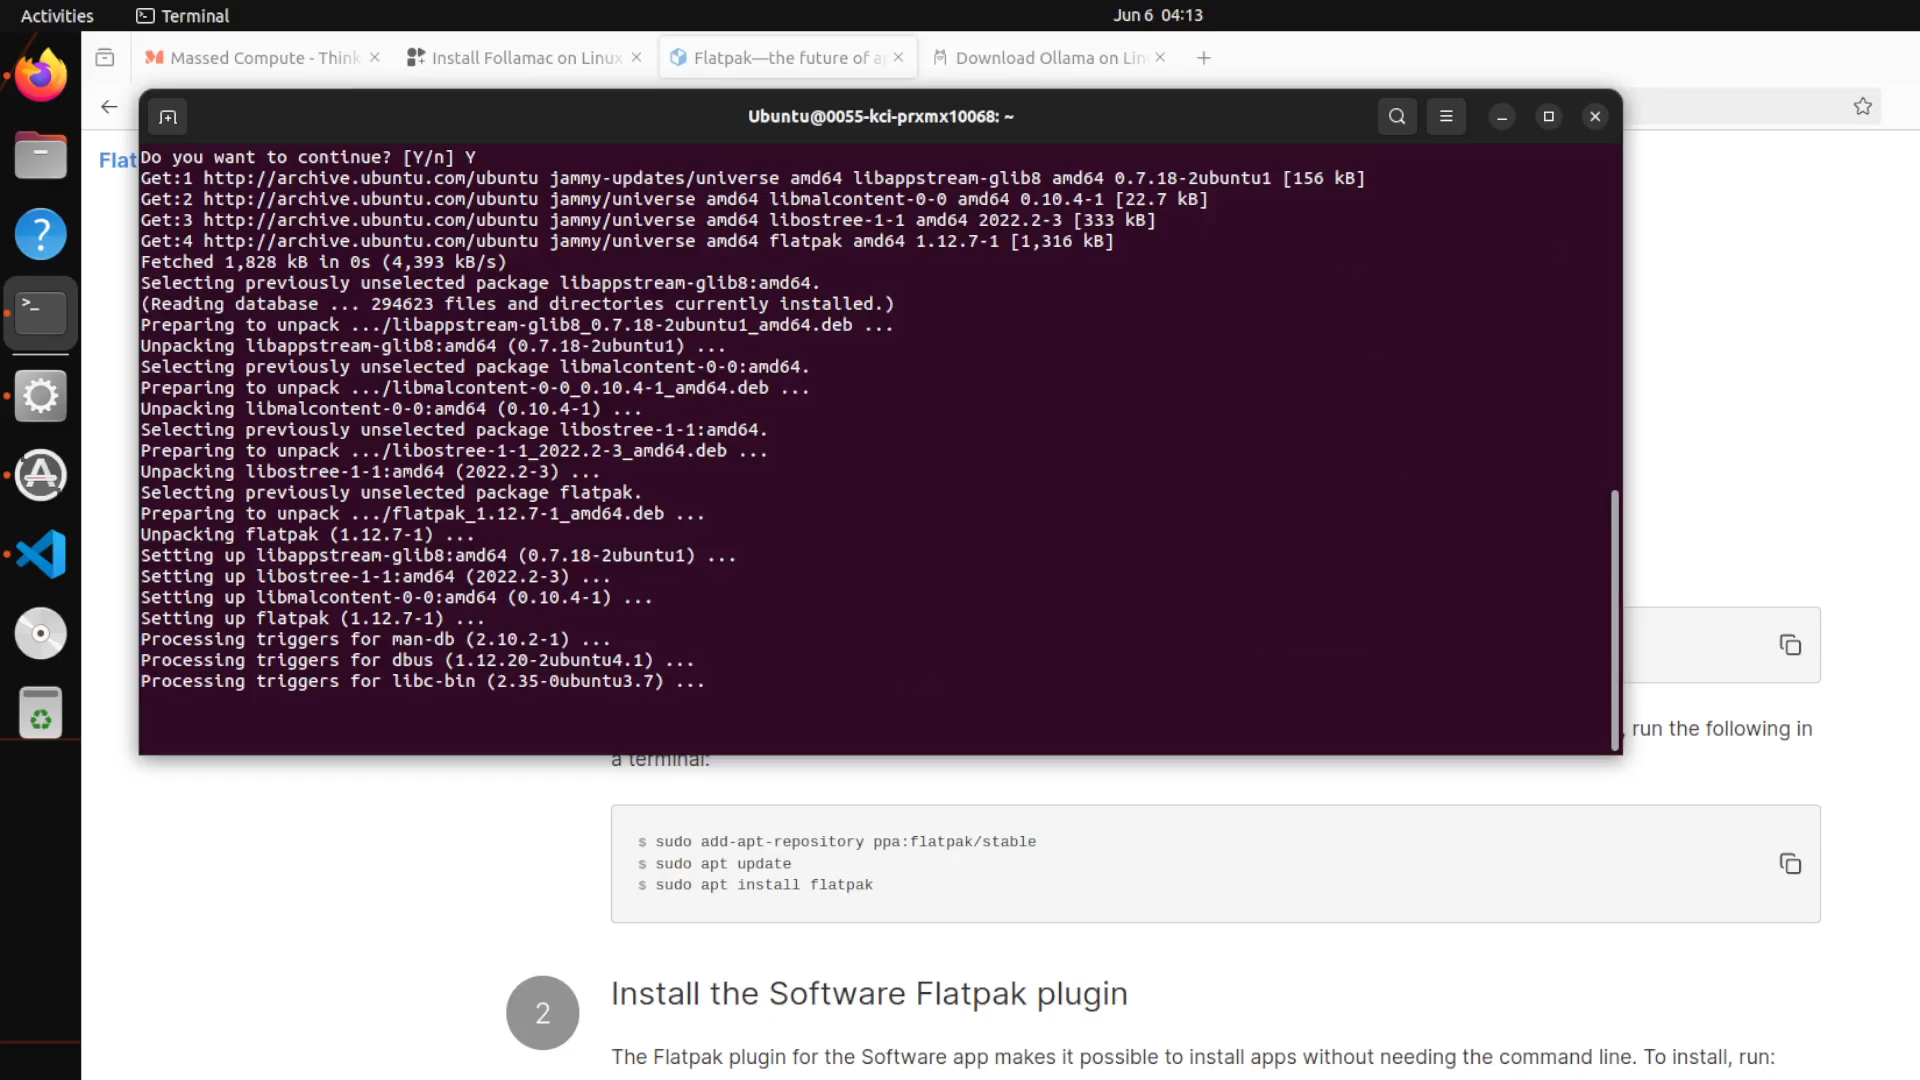 Activities
Terminal
Jun 6 04:13
Massed Compute - Think
Install Follamac on Linux
Flatpak—the future of a
Download Ollama on Lin
Ubuntu@0055-kci-prxmx10068: ~
Flat
Do you want to continue? [Y/n] Y
Get:1 http://archive.ubuntu.com/ubuntu jammy-updates/universe amd64 libappstream-glib8 amd64 0.7.18-2ubuntu1 [156 kB]
Get:2 http://archive.ubuntu.com/ubuntu jammy/universe amd64 libmalcontent-0-0 amd64 0.10.4-1 [22.7 kB]
Get:3 http://archive.ubuntu.com/ubuntu jammy/universe amd64 libostree-1-1 amd64 2022.2-3 [333 kB]
Get:4 http://archive.ubuntu.com/ubuntu jammy/universe amd64 flatpak amd64 1.12.7-1 [1,316 kB]
Fetched 1,828 kB in 0s (4,393 kB/s)
Selecting previously unselected package libappstream-glib8:amd64.
(Reading database ... 294623 files and directories currently installed.)
Preparing to unpack .../libappstream-glib8_0.7.18-2ubuntu1_amd64.deb ...
Unpacking libappstream-glib8:amd64 (0.7.18-2ubuntu1) ...
Selecting previously unselected package libmalcontent-0-0:amd64.
Preparing to unpack .../libmalcontent-0-0_0.10.4-1_amd64.deb ...
Unpacking libmalcontent-0-0:amd64 (0.10.4-1) ...
Selecting previously unselected package libostree-1-1:amd64.
Preparing to unpack .../libostree-1-1_2022.2-3_amd64.deb ...
Unpacking libostree-1-1:amd64 (2022.2-3) ...
Selecting previously unselected package flatpak.
Preparing to unpack .../flatpak_1.12.7-1_amd64.deb ...
Unpacking flatpak (1.12.7-1) ...
Setting up libappstream-glib8:amd64 (0.7.18-2ubuntu1) ...
Setting up libostree-1-1:amd64 (2022.2-3) ...
Setting up libmalcontent-0-0:amd64 (0.10.4-1) ...
Setting up flatpak (1.12.7-1) ...
Processing triggers for man-db (2.10.2-1) ...
Processing triggers for dbus (1.12.20-2ubuntu4.1) ...
Processing triggers for libc-bin (2.35-0ubuntu3.7) ...
, run the following in
a terminal:
$ sudo add-apt-repository ppa:flatpak/stable
$ sudo apt update
$ sudo apt install flatpak
2
Install the Software Flatpak plugin
The Flatpak plugin for the Software app makes it possible to install apps without needing the command line. To install, run: